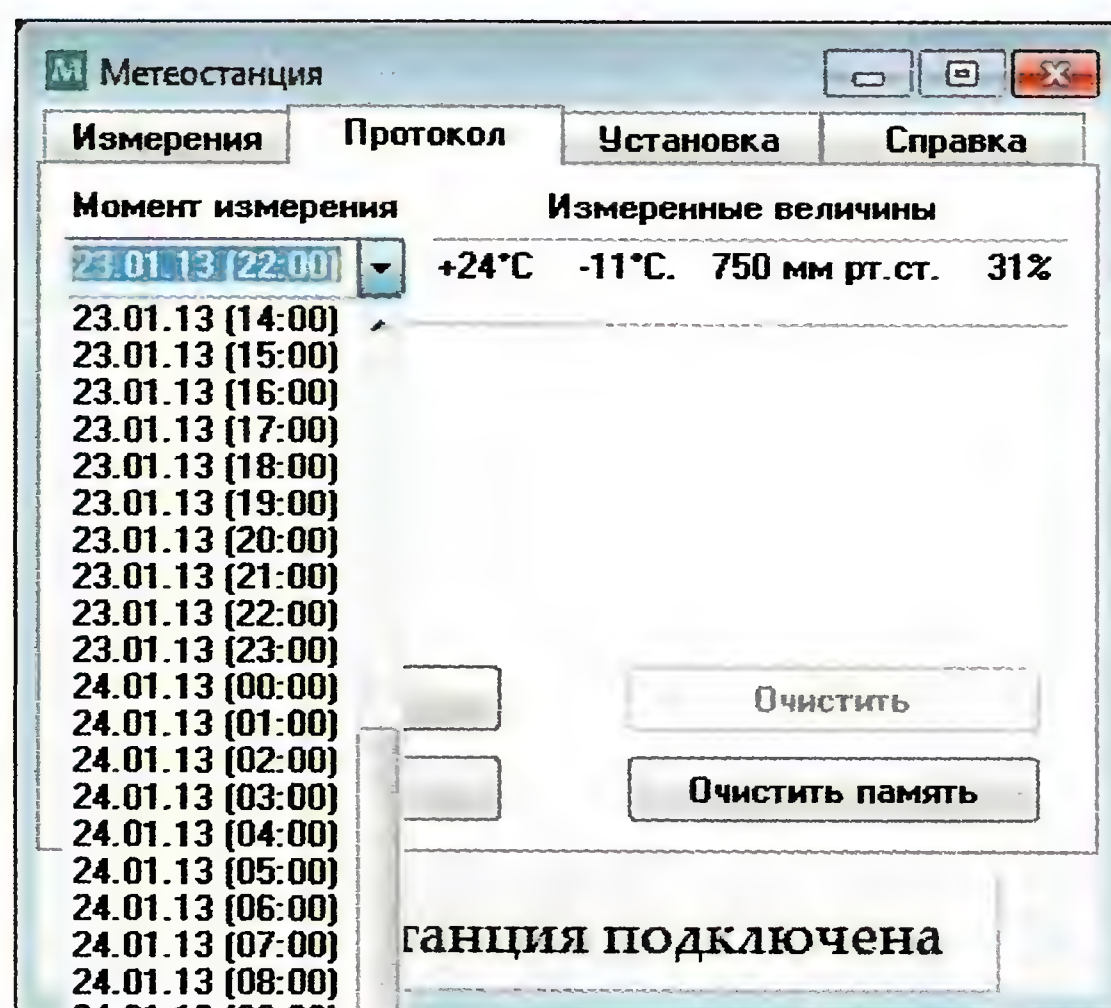 М Метеостанция
Измерения Протокол Установка Справка
Момент измерения Измеренные величины
23.01.13 (22:00) +24°C -11°C. 750 мм рт.ст. 31%
23.01.13 (14:00)
23.01.13 (15:00)
23.01.13 (16:00)
23.01.13 (17:00)
23.01.13 (18:00)
23.01.13 (19:00)
23.01.13 (20:00)
23.01.13 (21:00)
23.01.13 (22:00)
23.01.13 (23:00)
24.01.13 (00:00)
Очистить
24.01.13 (01:00)
24.01.13 (02:00)
24.01.13 (03:00)
Очистить память
24.01.13 (04:00)
24.01.13 (05:00)
24.01.13 (06:00)
24.01.13 (07:00)
танция подключена
24.01.13 (08:00)